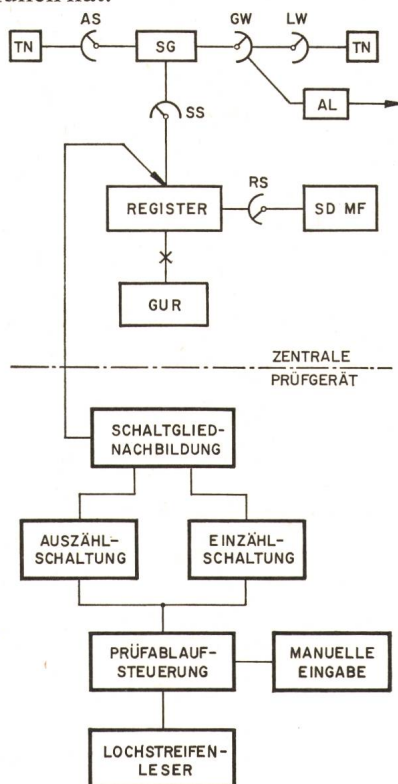 AS
GW
LW
TN
SG
TN
AL
SS
RS
REGISTER
SD MF
GUR
ZENTRALE
PRÜFGERÄT
SCHALTGLIED-
NACHBILDUNG
AUSZÄHL-
SCHALTUNG
EINZÄHL-
SCHALTUNG
PRÜFABLAUF-
STEUERUNG
MANUELLE
EINGABE
LOCHSTREIFEN-
LESER